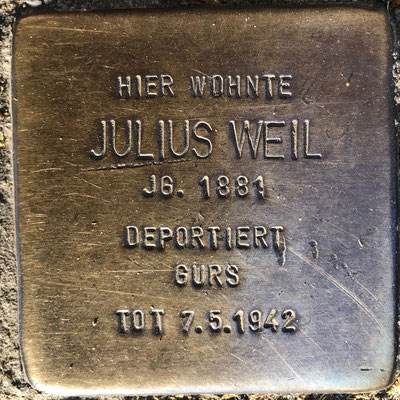 HIER WOHNTE
JULIUS WEIL
JG. 1881
DEPORTIERT
GURS
TOT 7.5.1942